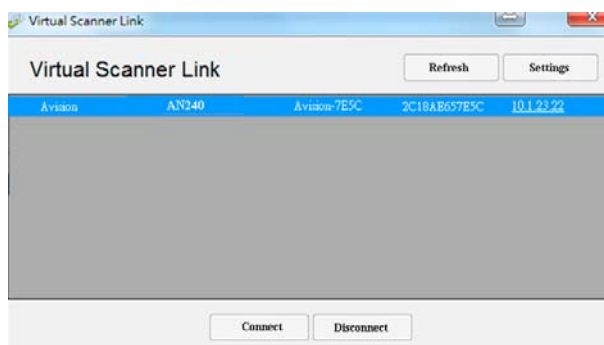 Virtual Scanner Link
Virtual Scanner Link Refresh Settings
Avision AN240 Avision-7E5C 2C18AE657E5C 10.1.23.22
Connect Disconnect